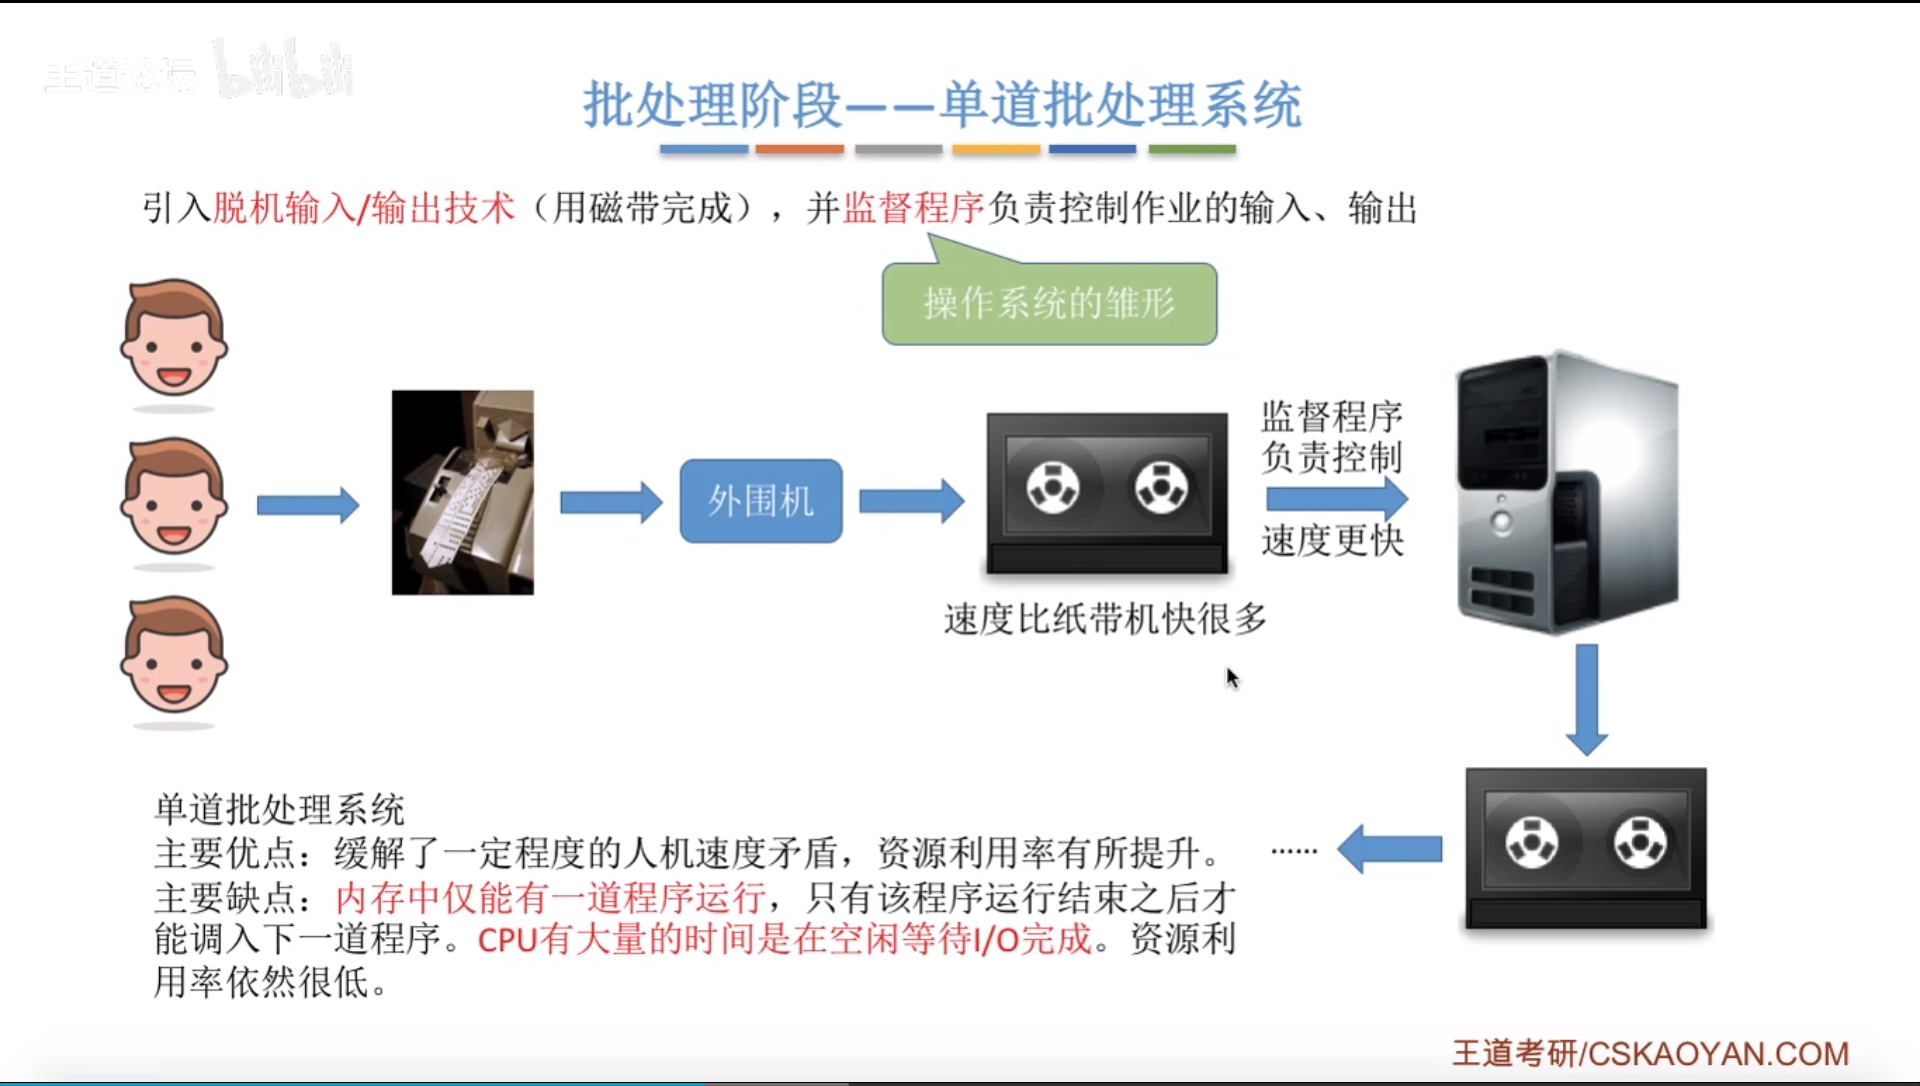 王道论坛 bilibili
批处理阶段——单道批处理系统
引入脱机输入/输出技术（用磁带完成），并监督程序负责控制作业的输入、输出
操作系统的雏形
监督程序
负责控制
外围机
速度更快
速度比纸带机快很多
单道批处理系统
主要优点：缓解了一定程度的人机速度矛盾，资源利用率有所提升。
主要缺点：内存中仅能有一道程序运行，只有该程序运行结束之后才
能调入下一道程序。CPU有大量的时间是在空闲等待I/O完成。资源利
用率依然很低。
......
王道考研/CSKAOYAN.COM